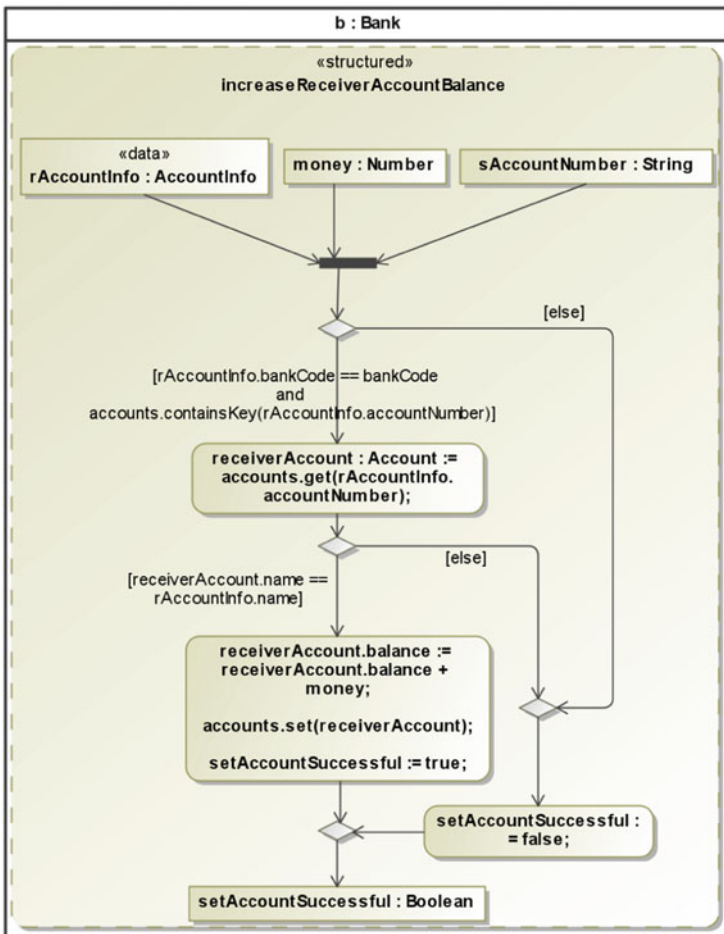 b : Bank
«structured»
increaseReceiverAccountBalance
«data»
rAccountInfo : AccountInfo
money : Number
sAccountNumber : String
[else]
[rAccountInfo.bankCode == bankCode
and
accounts.containsKey(rAccountInfo.accountNumber)]
receiverAccount : Account :=
accounts.get(rAccountInfo.
accountNumber);
[else]
[receiverAccount.name ==
rAccountInfo.name]
receiverAccount.balance :=
receiverAccount.balance +
money;
accounts.set(receiverAccount);
setAccountSuccessful := true;
setAccountSuccessful :
= false;
setAccountSuccessful : Boolean